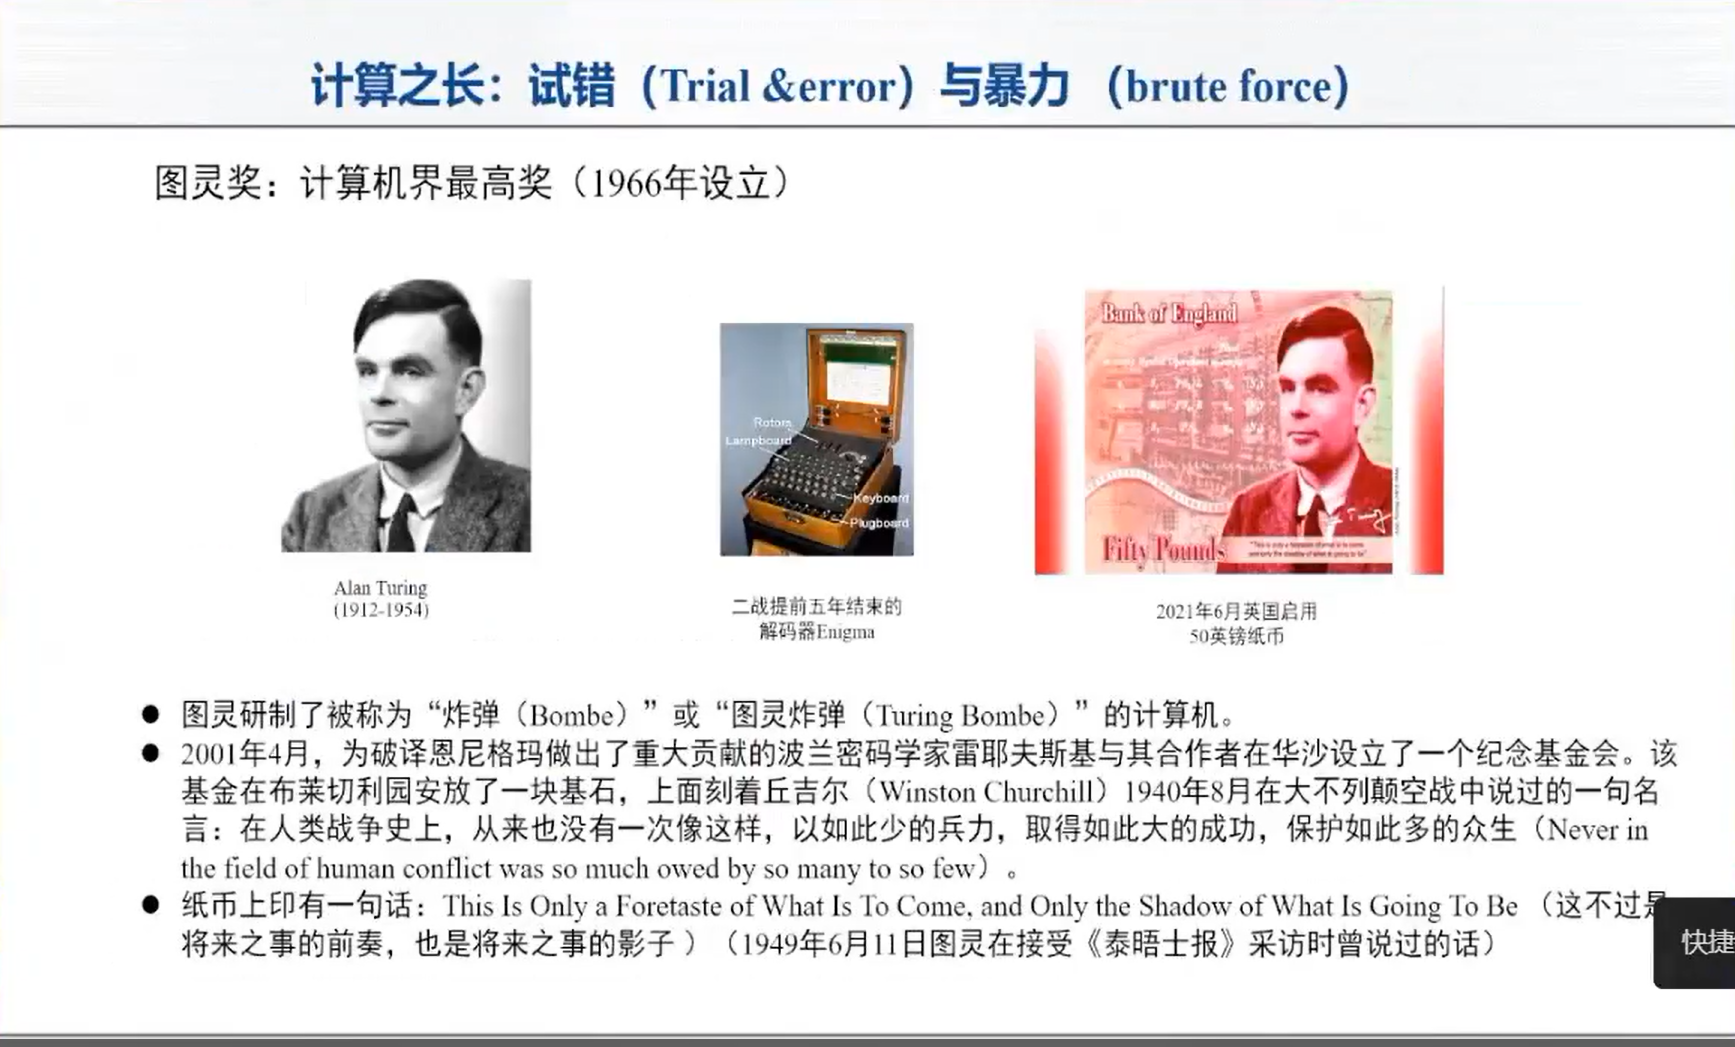 计算之长：试错（Trial &error）与暴力 （brute force）
图灵奖：计算机界最高奖（1966年设立）
Alan Turing
(1912-1954)
Rotors
Lampboard
Keyboard
Plugboard
二战提前五年结束的
解码器Enigma
Bank of England
Fifty Pounds
2021年6月英国启用
50英镑纸币
● 图灵研制了被称为“炸弹（Bombe）”或“图灵炸弹（Turing Bombe）”的计算机。
● 2001年4月，为破译恩尼格玛做出了重大贡献的波兰密码学家雷耶夫斯基与其合作者在华沙设立了一个纪念基金会。该
基金在布莱切利园安放了一块基石，上面刻着丘吉尔（Winston Churchill）1940年8月在大不列颠空战中说过的一句名
言：在人类战争史上，从来也没有一次像这样，以如此少的兵力，取得如此大的成功，保护如此多的众生（Never in
the field of human conflict was so much owed by so many to so few）。
● 纸币上印有一句话：This Is Only a Foretaste of What Is To Come, and Only the Shadow of What Is Going To Be （这不过是
将来之事的前奏，也是将来之事的影子 ）（1949年6月11日图灵在接受《泰晤士报》采访时曾说过的话）
快捷